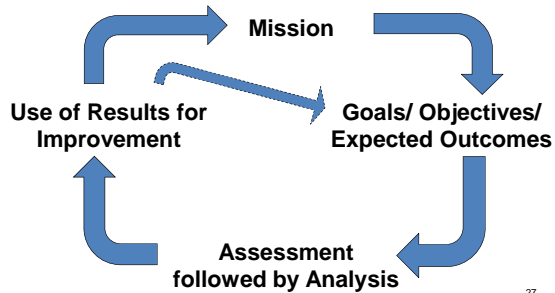 Mission
Use of Results for
Improvement
Goals/ Objectives/
Expected Outcomes
Assessment
followed by Analysis
27